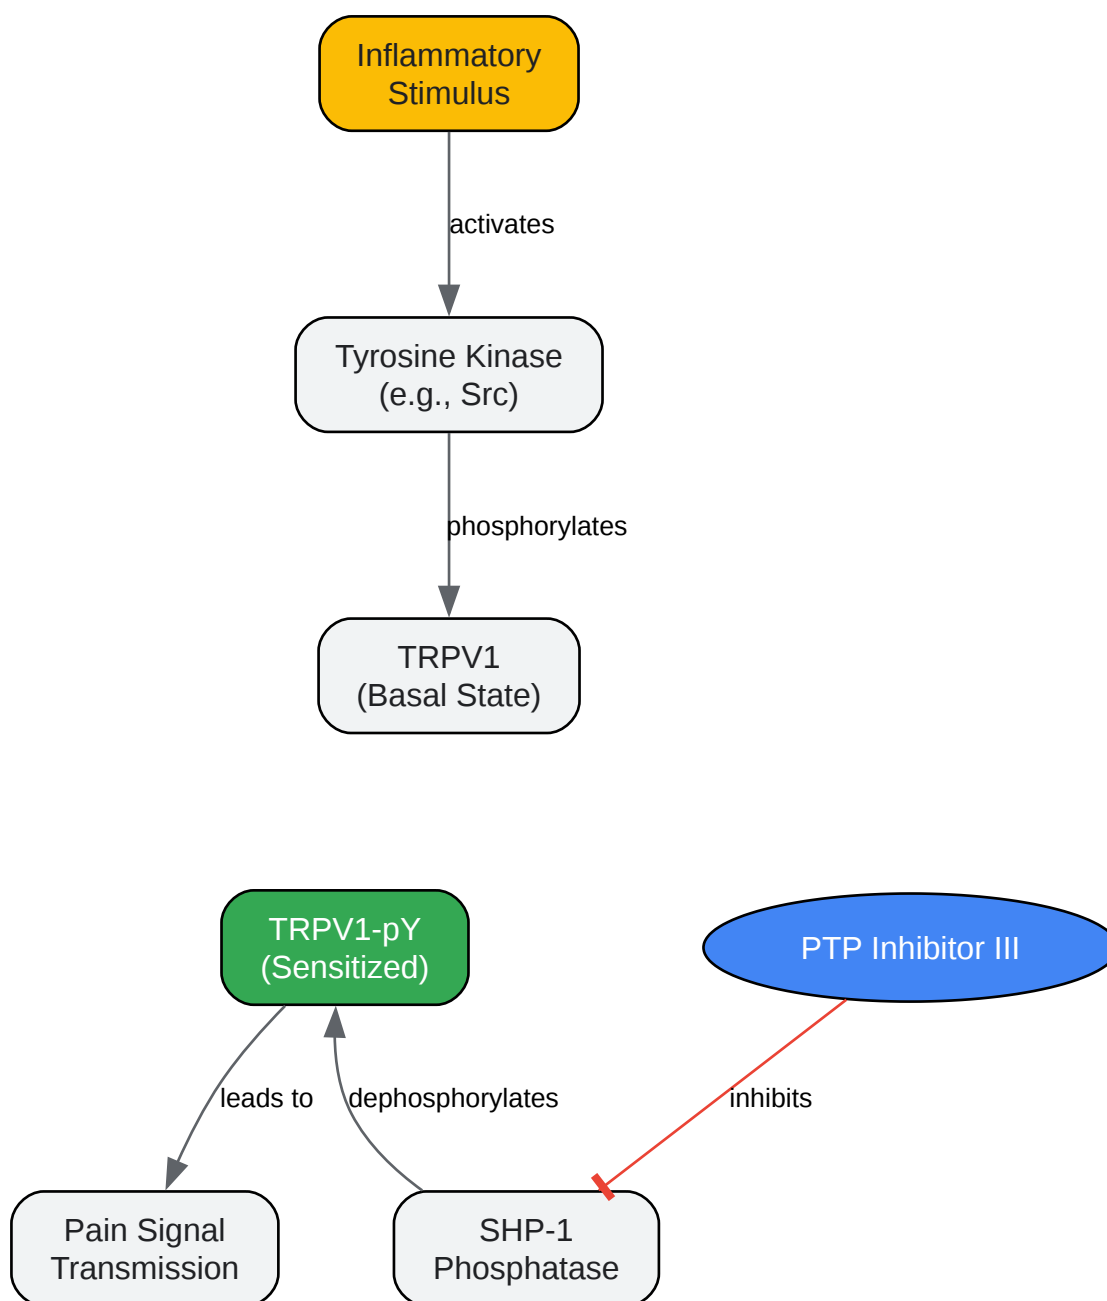 Inflammatory
Stimulus
activates
Tyrosine Kinase
(e.g., Src)
phosphorylates
TRPV1
(Basal State)
TRPV1-pY
(Sensitized)
PTP Inhibitor III
leads to
dephosphorylates
inhibits
Pain Signal
Transmission
SHP-1
Phosphatase